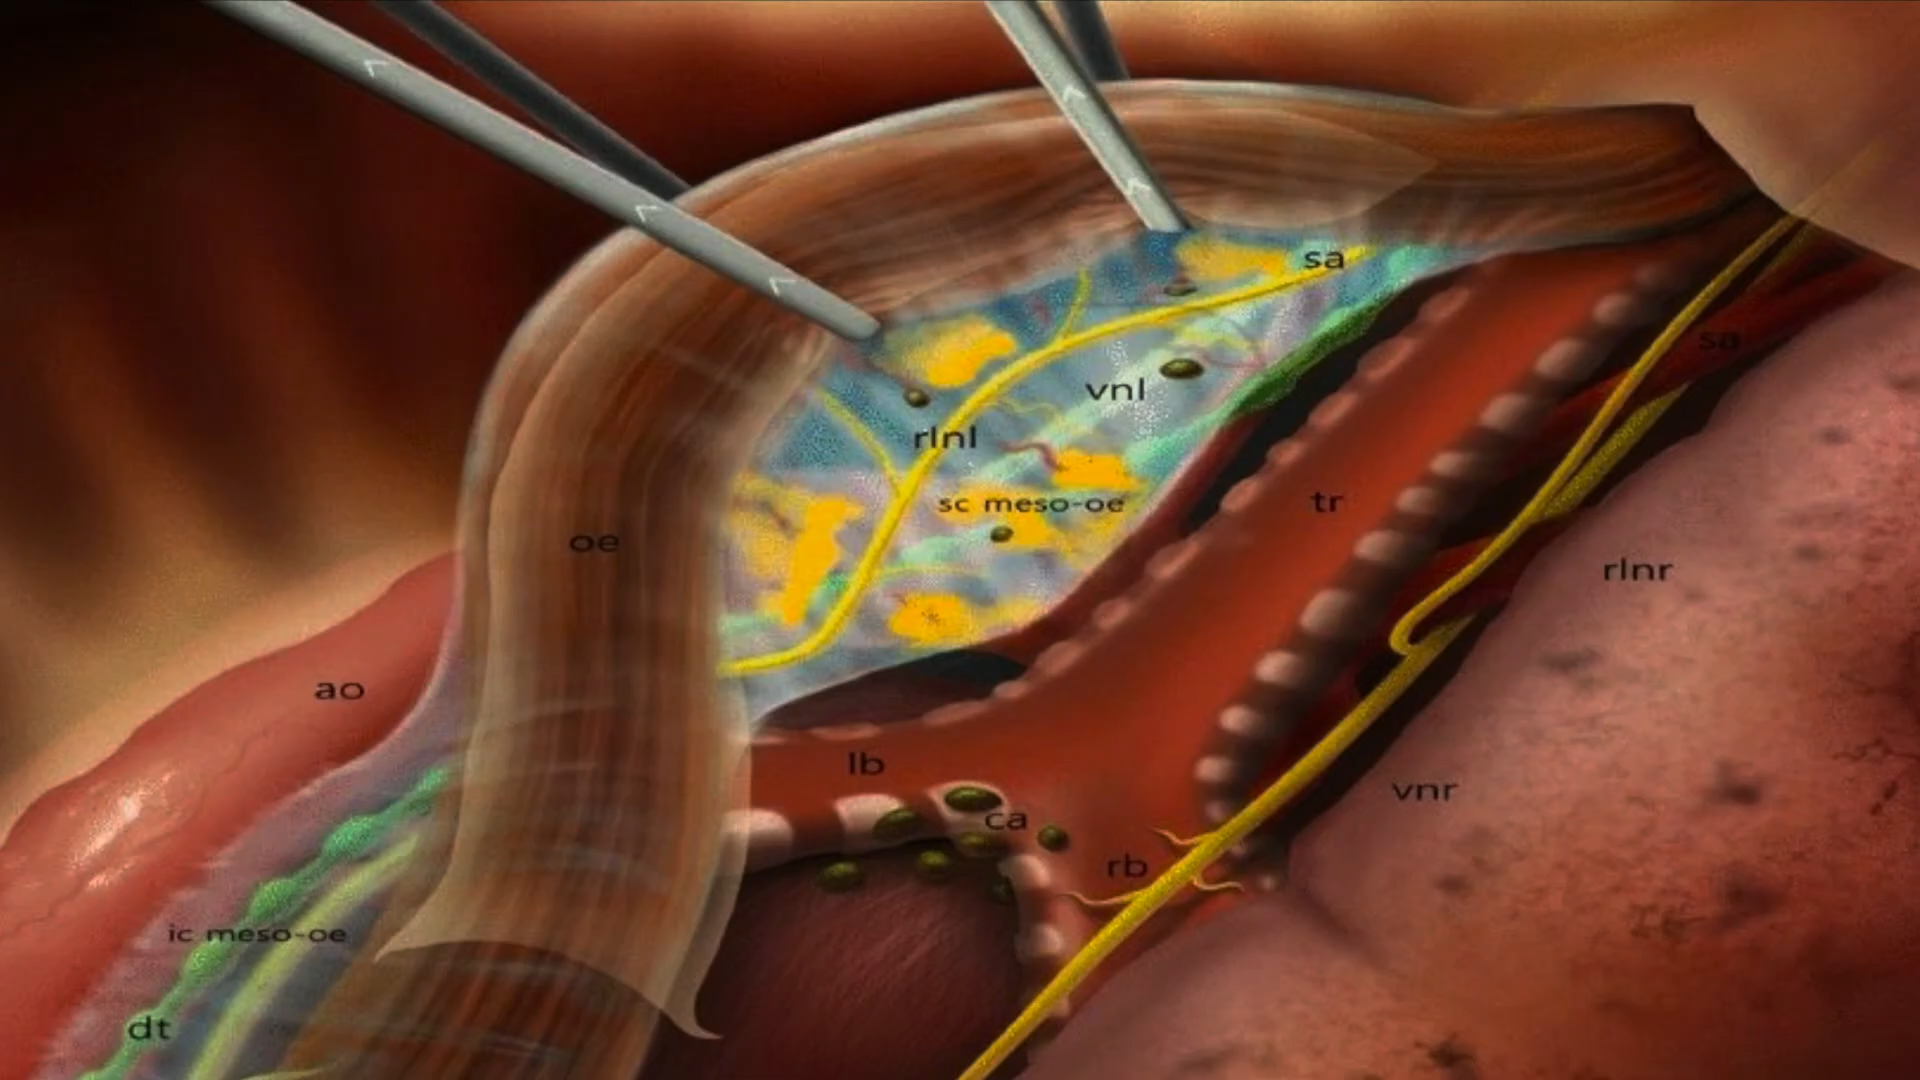 sa
sa
vnl
rlnl
sc meso-oe
tr
oe
rlnr
ao
lb
vnr
ca
rb
ic meso-oe
dt